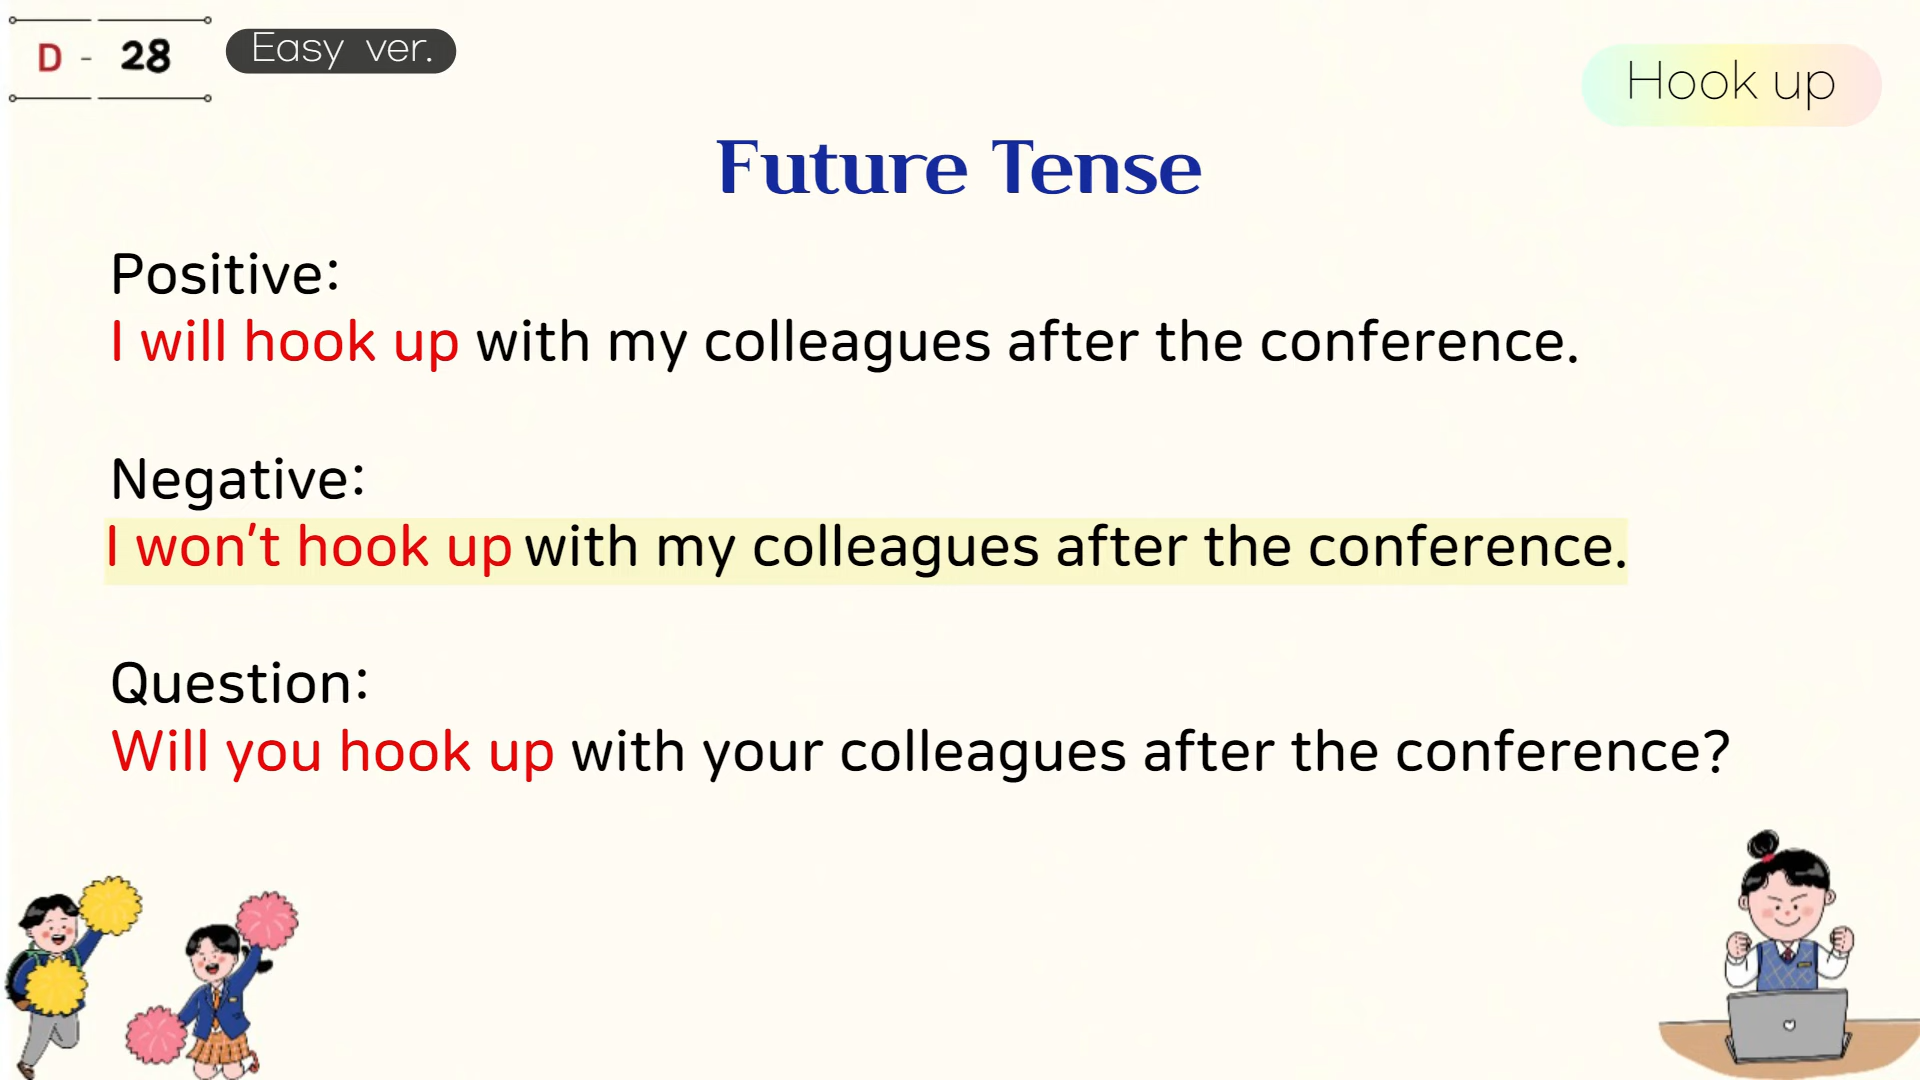 D - 28
Easy ver.
Hook up
Future Tense
Positive:
I will hook up with my colleagues after the conference.
Negative:
I won't hook up with my colleagues after the conference.
Question:
Will you hook up with your colleagues after the conference?